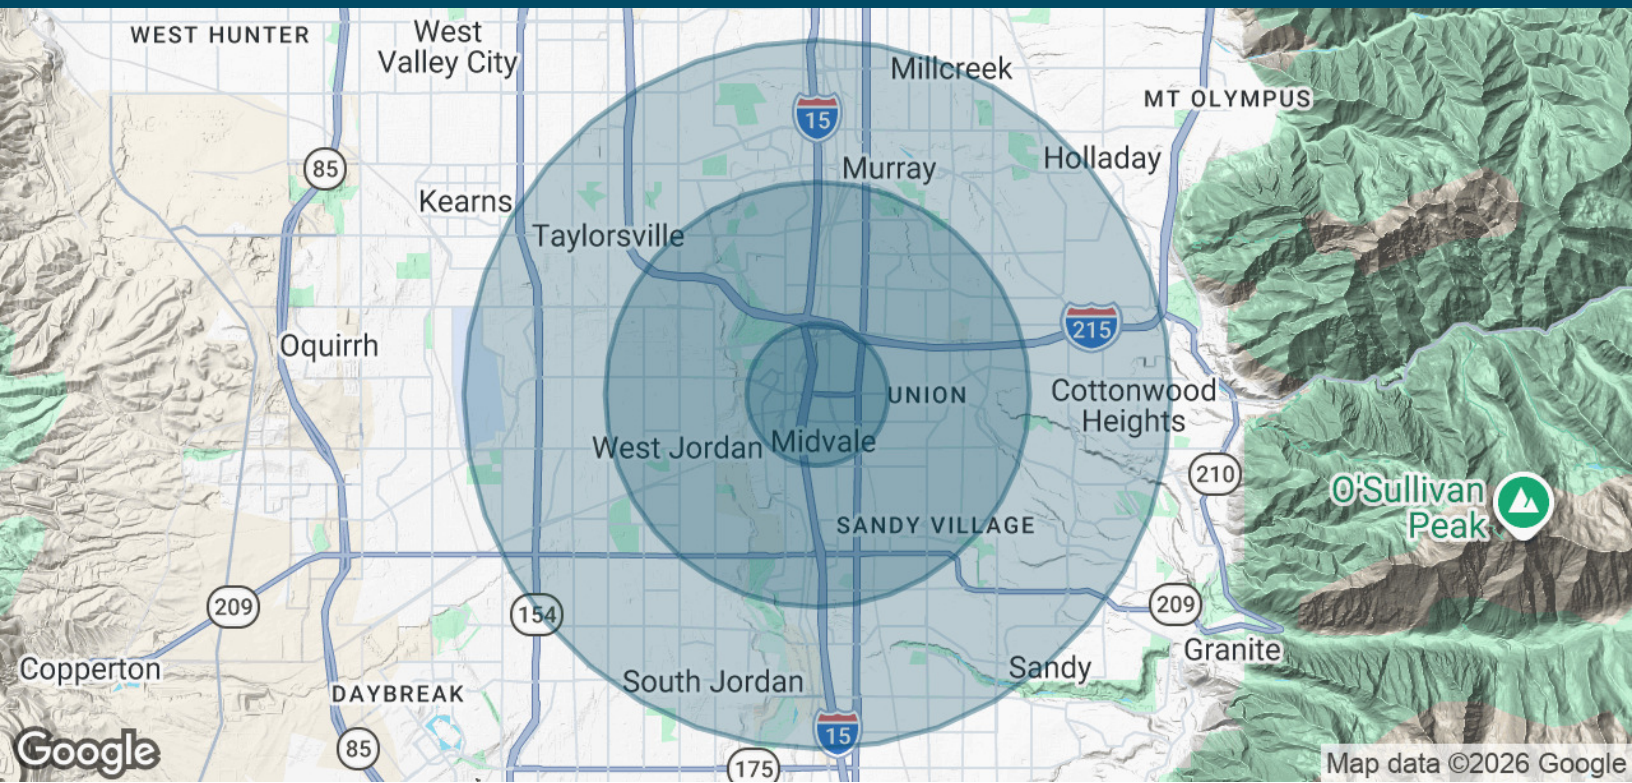 WEST HUNTER
West
Valley City
Millcreek
MT OLYMPUS
15
85
Murray
Holladay
Kearns
Taylorsville
215
Oquirrh
UNION
Cottonwood
Heights
West Jordan
Midvale
210
O'Sullivan
Peak
SANDY VILLAGE
209
154
209
Granite
Copperton
Sandy
South Jordan
DAYBREAK
15
85
175
Google
Map data ©2026 Google